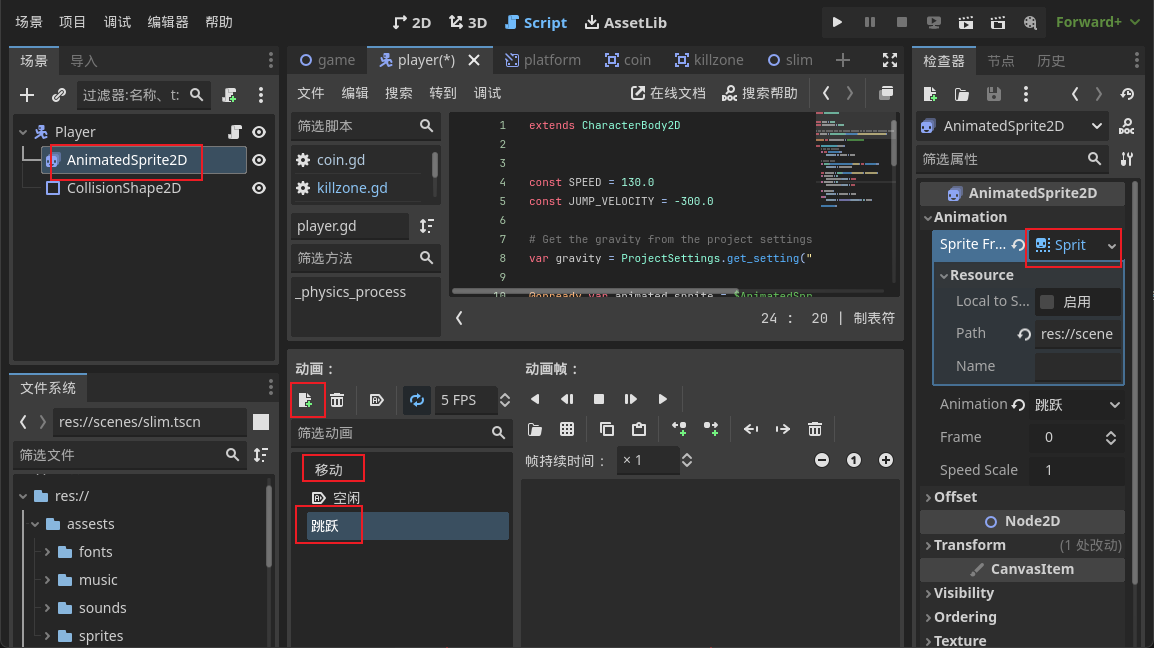 场景 项目 调试 编辑器 帮助 2D 3D Script AssetLib Forward+
场景 导入
过滤器:名称、t:
Player
AnimatedSprite2D
CollisionShape2D
文件系统
res://scenes/slim.tscn
筛选文件
res://
assests
fonts
music
sounds
sprites
game player(*) platform coin killzone slim
文件 编辑 搜索 转到 调试 在线文档 搜索帮助
筛选脚本
coin.gd
killzone.gd
player.gd
筛选方法
_physics_process
1 extends CharacterBody2D
2
3
4 const SPEED = 130.0
5 const JUMP_VELOCITY = -300.0
6
7 # Get the gravity from the project settings
8 var gravity = ProjectSettings.get_setting("
9
10 @onready var animated_sprite = $AnimatedSpr
24 : 20 | 制表符
动画：
5 FPS
筛选动画
移动
空闲
跳跃
动画帧：
帧持续时间： × 1
检查器 节点 历史
AnimatedSprite2D
筛选属性
AnimatedSprite2D
Animation
Sprite Fr... Sprit
Resource
Local to S... 启用
Path res://scene
Name
Animation 跳跃
Frame 0
Speed Scale 1
Offset
Node2D
Transform (1 处改动)
CanvasItem
Visibility
Ordering
Texture